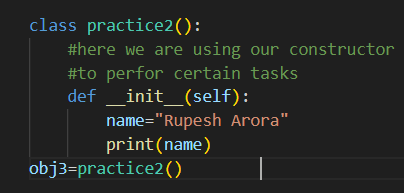 class practice2():
    #here we are using our constructor
    #to perfor certain tasks
    def __init__(self):
        name="Rupesh Arora"
        print(name)
obj3=practice2()